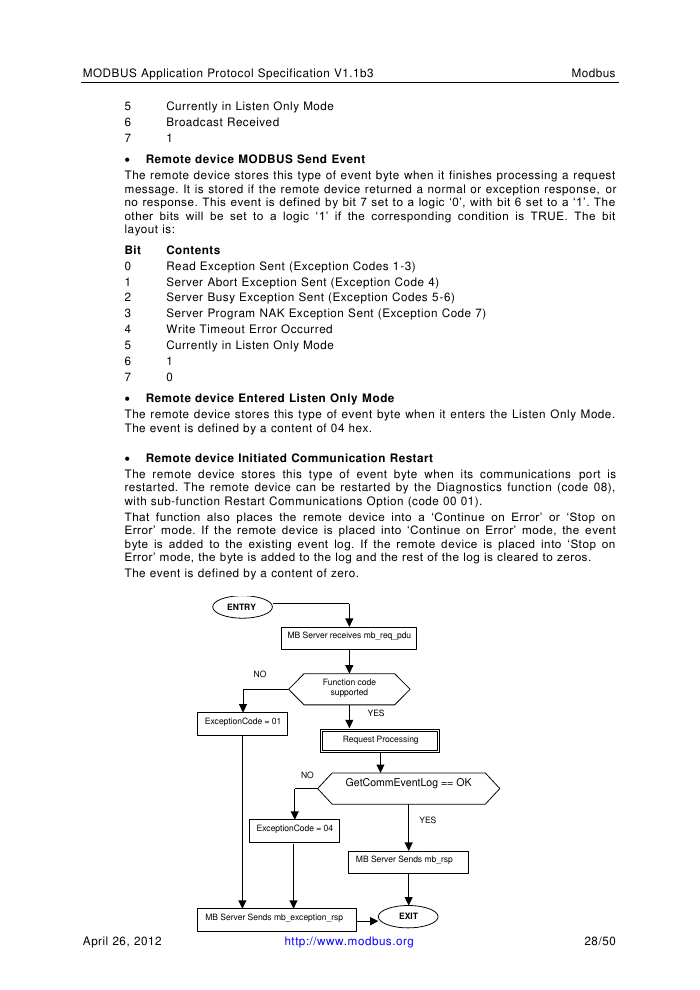 MODBUS Application Protocol Specification V1.1b3 Modbus
5 Currently in Listen Only Mode
6 Broadcast Received
7 1
• Remote device MODBUS Send Event
The remote device stores this type of event byte when it finishes processing a request
message. It is stored if the remote device returned a normal or exception response, or
no response. This event is defined by bit 7 set to a logic ‘0’, with bit 6 set to a ‘1’. The
other bits will be set to a logic ‘1’ if the corresponding condition is TRUE. The bit
layout is:
Bit Contents
0 Read Exception Sent (Exception Codes 1-3)
1 Server Abort Exception Sent (Exception Code 4)
2 Server Busy Exception Sent (Exception Codes 5-6)
3 Server Program NAK Exception Sent (Exception Code 7)
4 Write Timeout Error Occurred
5 Currently in Listen Only Mode
6 1
7 0
• Remote device Entered Listen Only Mode
The remote device stores this type of event byte when it enters the Listen Only Mode.
The event is defined by a content of 04 hex.
• Remote device Initiated Communication Restart
The remote device stores this type of event byte when its communications port is
restarted. The remote device can be restarted by the Diagnostics function (code 08),
with sub-function Restart Communications Option (code 00 01).
That function also places the remote device into a ‘Continue on Error’ or ‘Stop on
Error’ mode. If the remote device is placed into ‘Continue on Error’ mode, the event
byte is added to the existing event log. If the remote device is placed into ‘Stop on
Error’ mode, the byte is added to the log and the rest of the log is cleared to zeros.
The event is defined by a content of zero.
ENTRY
MB Server receives mb_req_pdu
NO
Function code
supported
YES
ExceptionCode = 01
Request Processing
NO
GetCommEventLog == OK
YES
ExceptionCode = 04
MB Server Sends mb_rsp
MB Server Sends mb_exception_rsp
EXIT
April 26, 2012 http://www.modbus.org 28/50